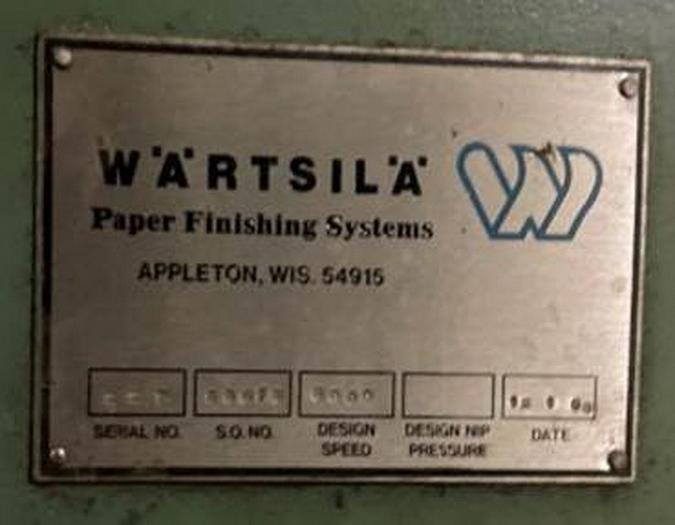 WÄRTSILÄ
Paper Finishing Systems
APPLETON, WIS. 54915
SERIAL NO. S.O. NO. DESIGN SPEED DESIGN NIP PRESSURE DATE